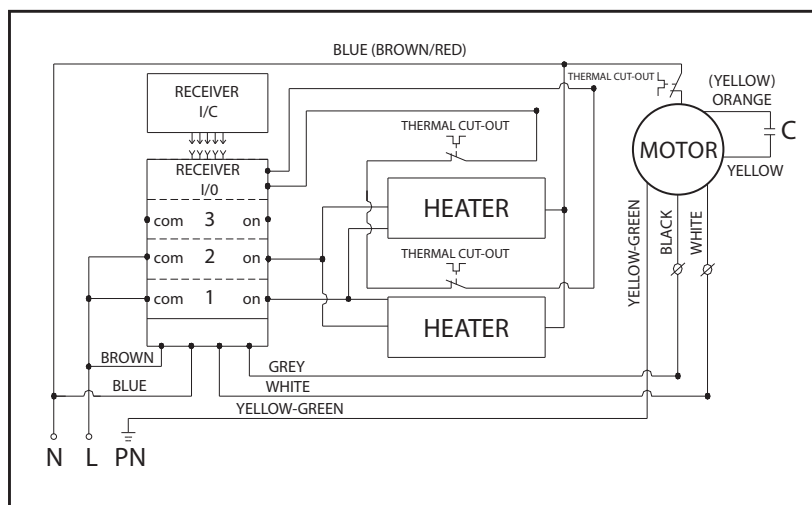 BLUE (BROWN/RED)
RECEIVER
I/C
THERMAL CUT-OUT
(YELLOW)
ORANGE
C
THERMAL CUT-OUT
MOTOR
YELLOW
RECEIVER
I/0
com 3 on
HEATER
com 2 on
THERMAL CUT-OUT
com 1 on
HEATER
YELLOW-GREEN
BLACK
WHITE
BROWN
GREY
BLUE
WHITE
YELLOW-GREEN
N L PN